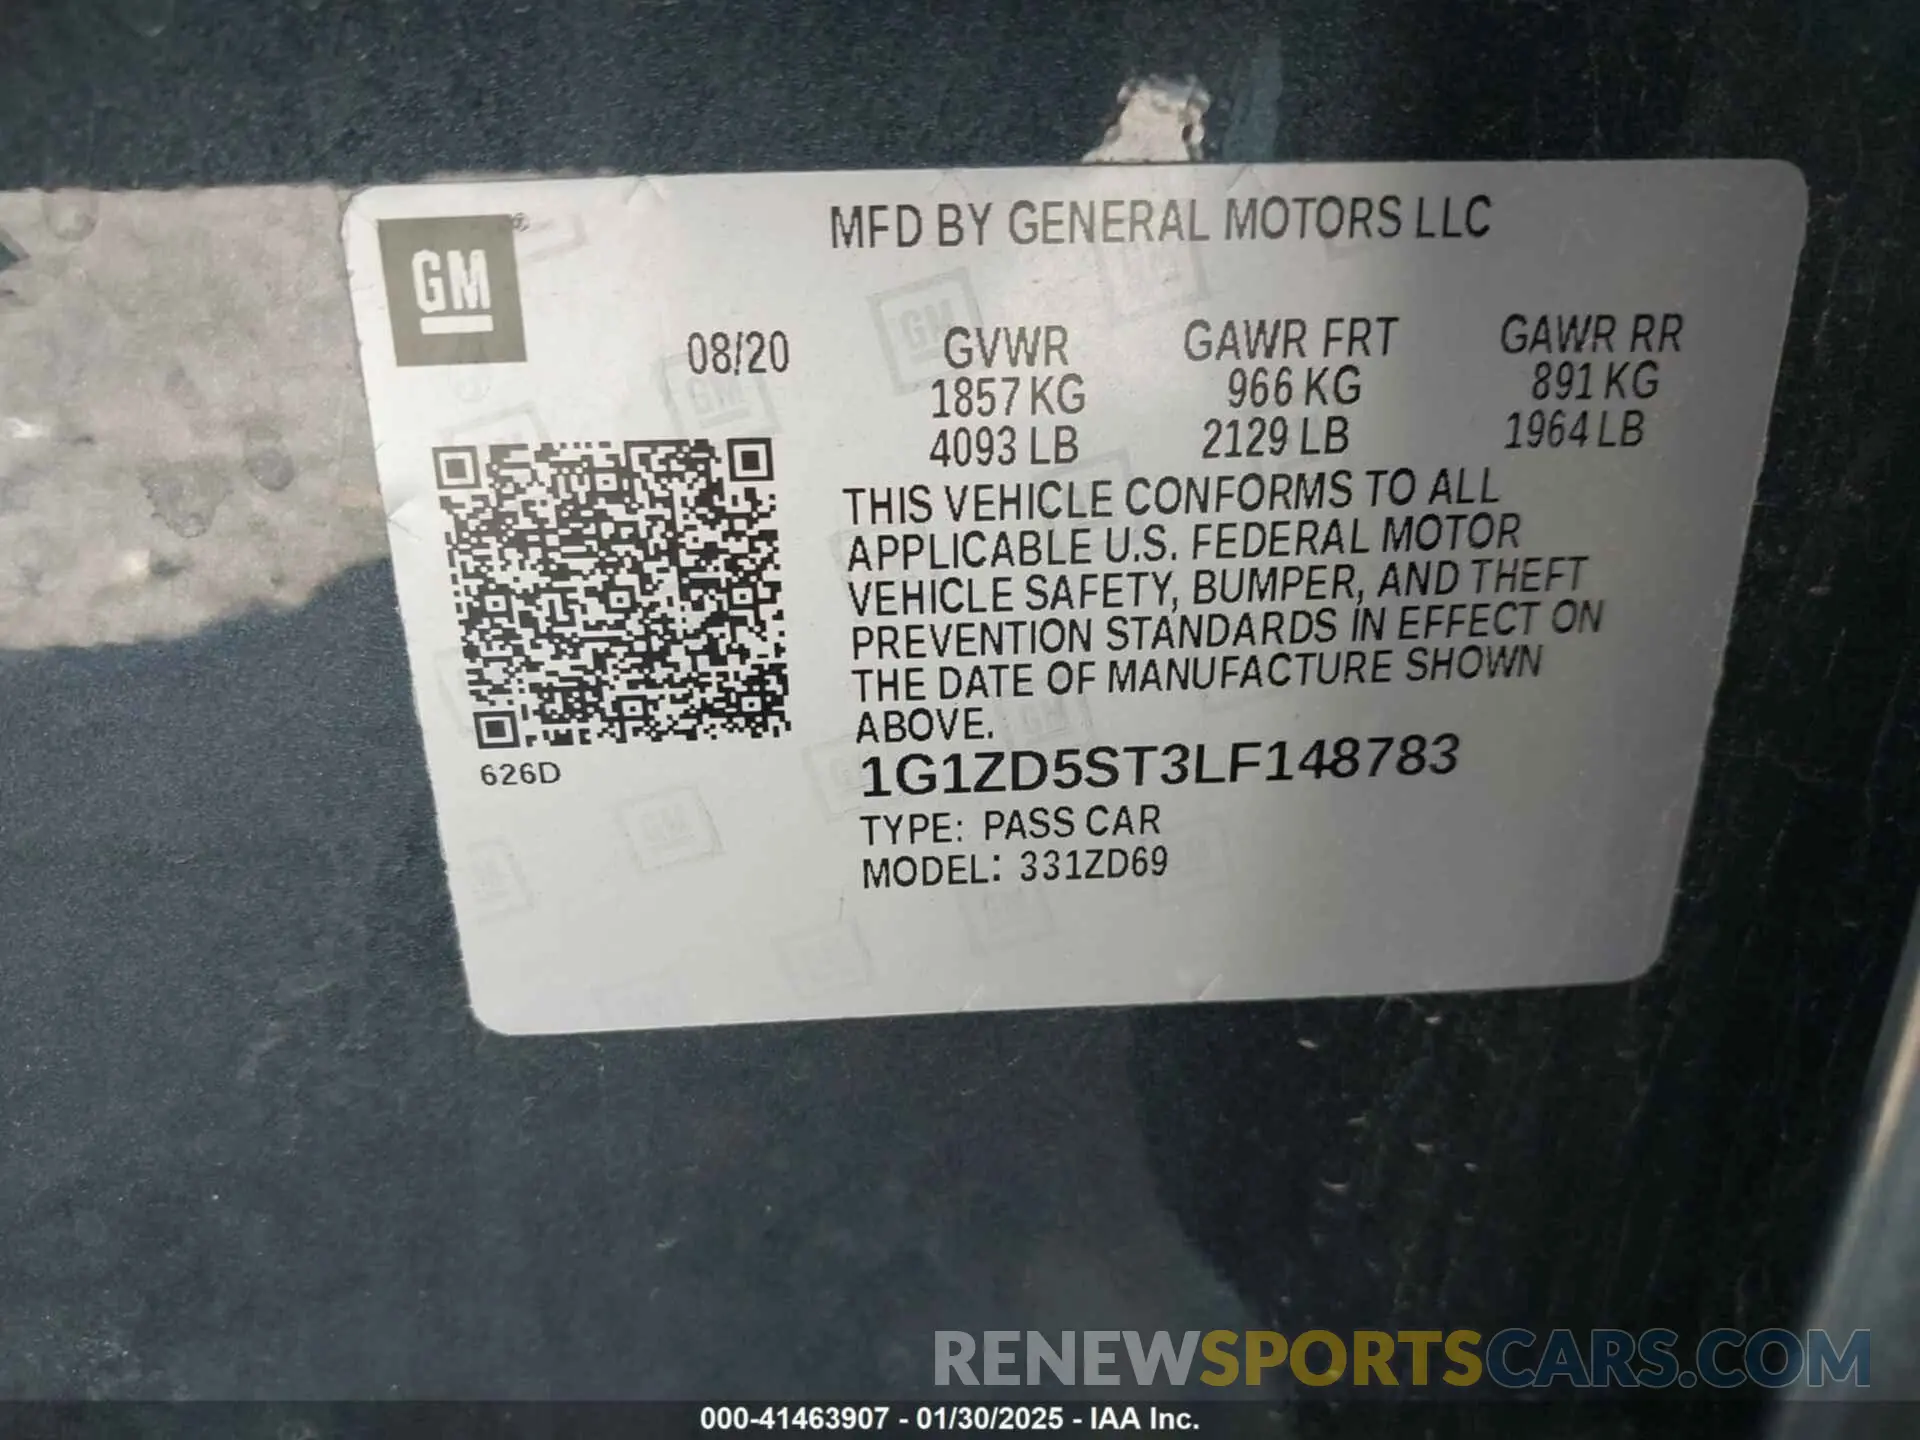 MFD BY GENERAL MOTORS LLC
GM
®
08/20
GVWR GAWR FRT GAWR RR
1857 KG 966 KG 891 KG
4093 LB 2129 LB 1964 LB
THIS VEHICLE CONFORMS TO ALL
APPLICABLE U.S. FEDERAL MOTOR
VEHICLE SAFETY, BUMPER, AND THEFT
PREVENTION STANDARDS IN EFFECT ON
THE DATE OF MANUFACTURE SHOWN
ABOVE.
626D
1G1ZD5ST3LF148783
TYPE: PASS CAR
MODEL: 331ZD69
RENEWSPORTSCARS.COM
000-41463907 - 01/30/2025 - IAA Inc.